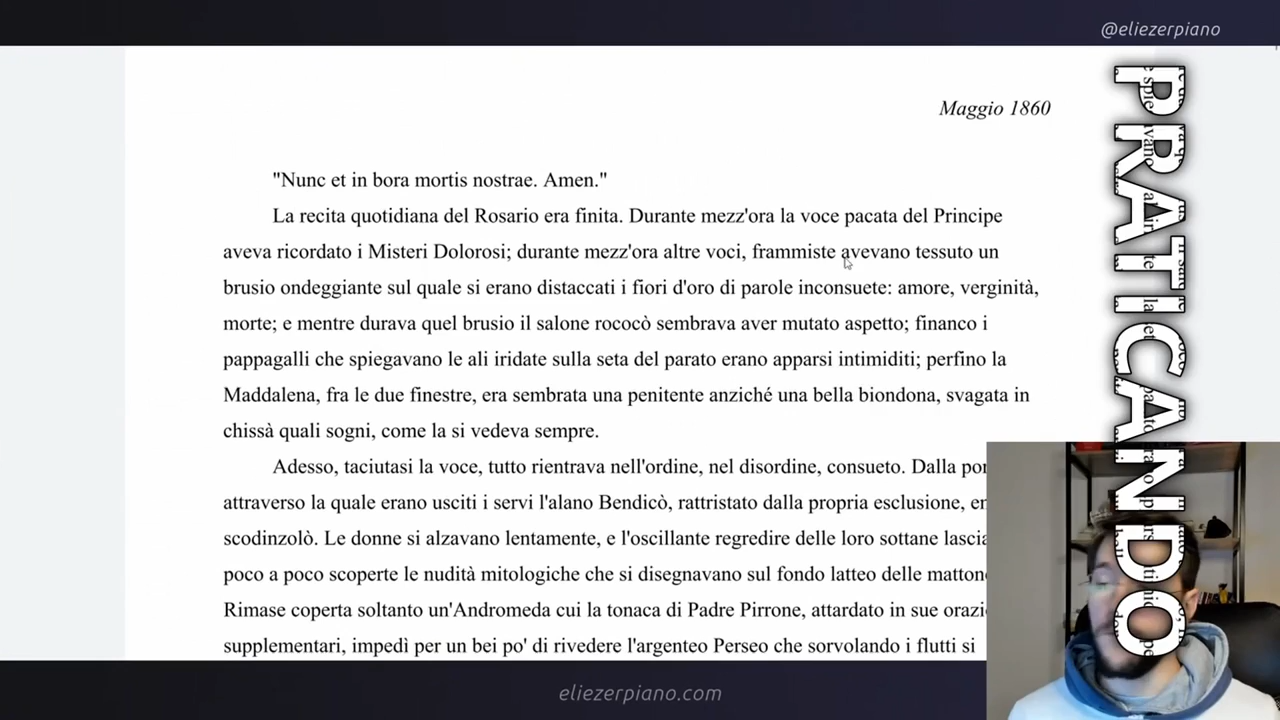 @eliezerpiano
Maggio 1860
"Nunc et in bora mortis nostrae. Amen."
La recita quotidiana del Rosario era finita. Durante mezz'ora la voce pacata del Principe
aveva ricordato i Misteri Dolorosi; durante mezz'ora altre voci, frammiste avevano tessuto un
brusio ondeggiante sul quale si erano distaccati i fiori d'oro di parole inconsuete: amore, verginità,
morte; e mentre durava quel brusio il salone rococò sembrava aver mutato aspetto; financo i
pappagalli che spiegavano le ali iridate sulla seta del parato erano apparsi intimiditi; perfino la
Maddalena, fra le due finestre, era sembrata una penitente anziché una bella biondona, svagata in
chissà quali sogni, come la si vedeva sempre.
Adesso, taciutasi la voce, tutto rientrava nell'ordine, nel disordine, consueto. Dalla por
attraverso la quale erano usciti i servi l'alano Bendicò, rattristato dalla propria esclusione, en
scodinzolò. Le donne si alzavano lentamente, e l'oscillante regredire delle loro sottane lascia
poco a poco scoperte le nudità mitologiche che si disegnavano sul fondo latteo delle matton
Rimase coperta soltanto un'Andromeda cui la tonaca di Padre Pirrone, attardato in sue orazi
supplementari, impedì per un bei po' di rivedere l'argenteo Perseo che sorvolando i flutti si
PRATICANDO
eliezerpiano.com